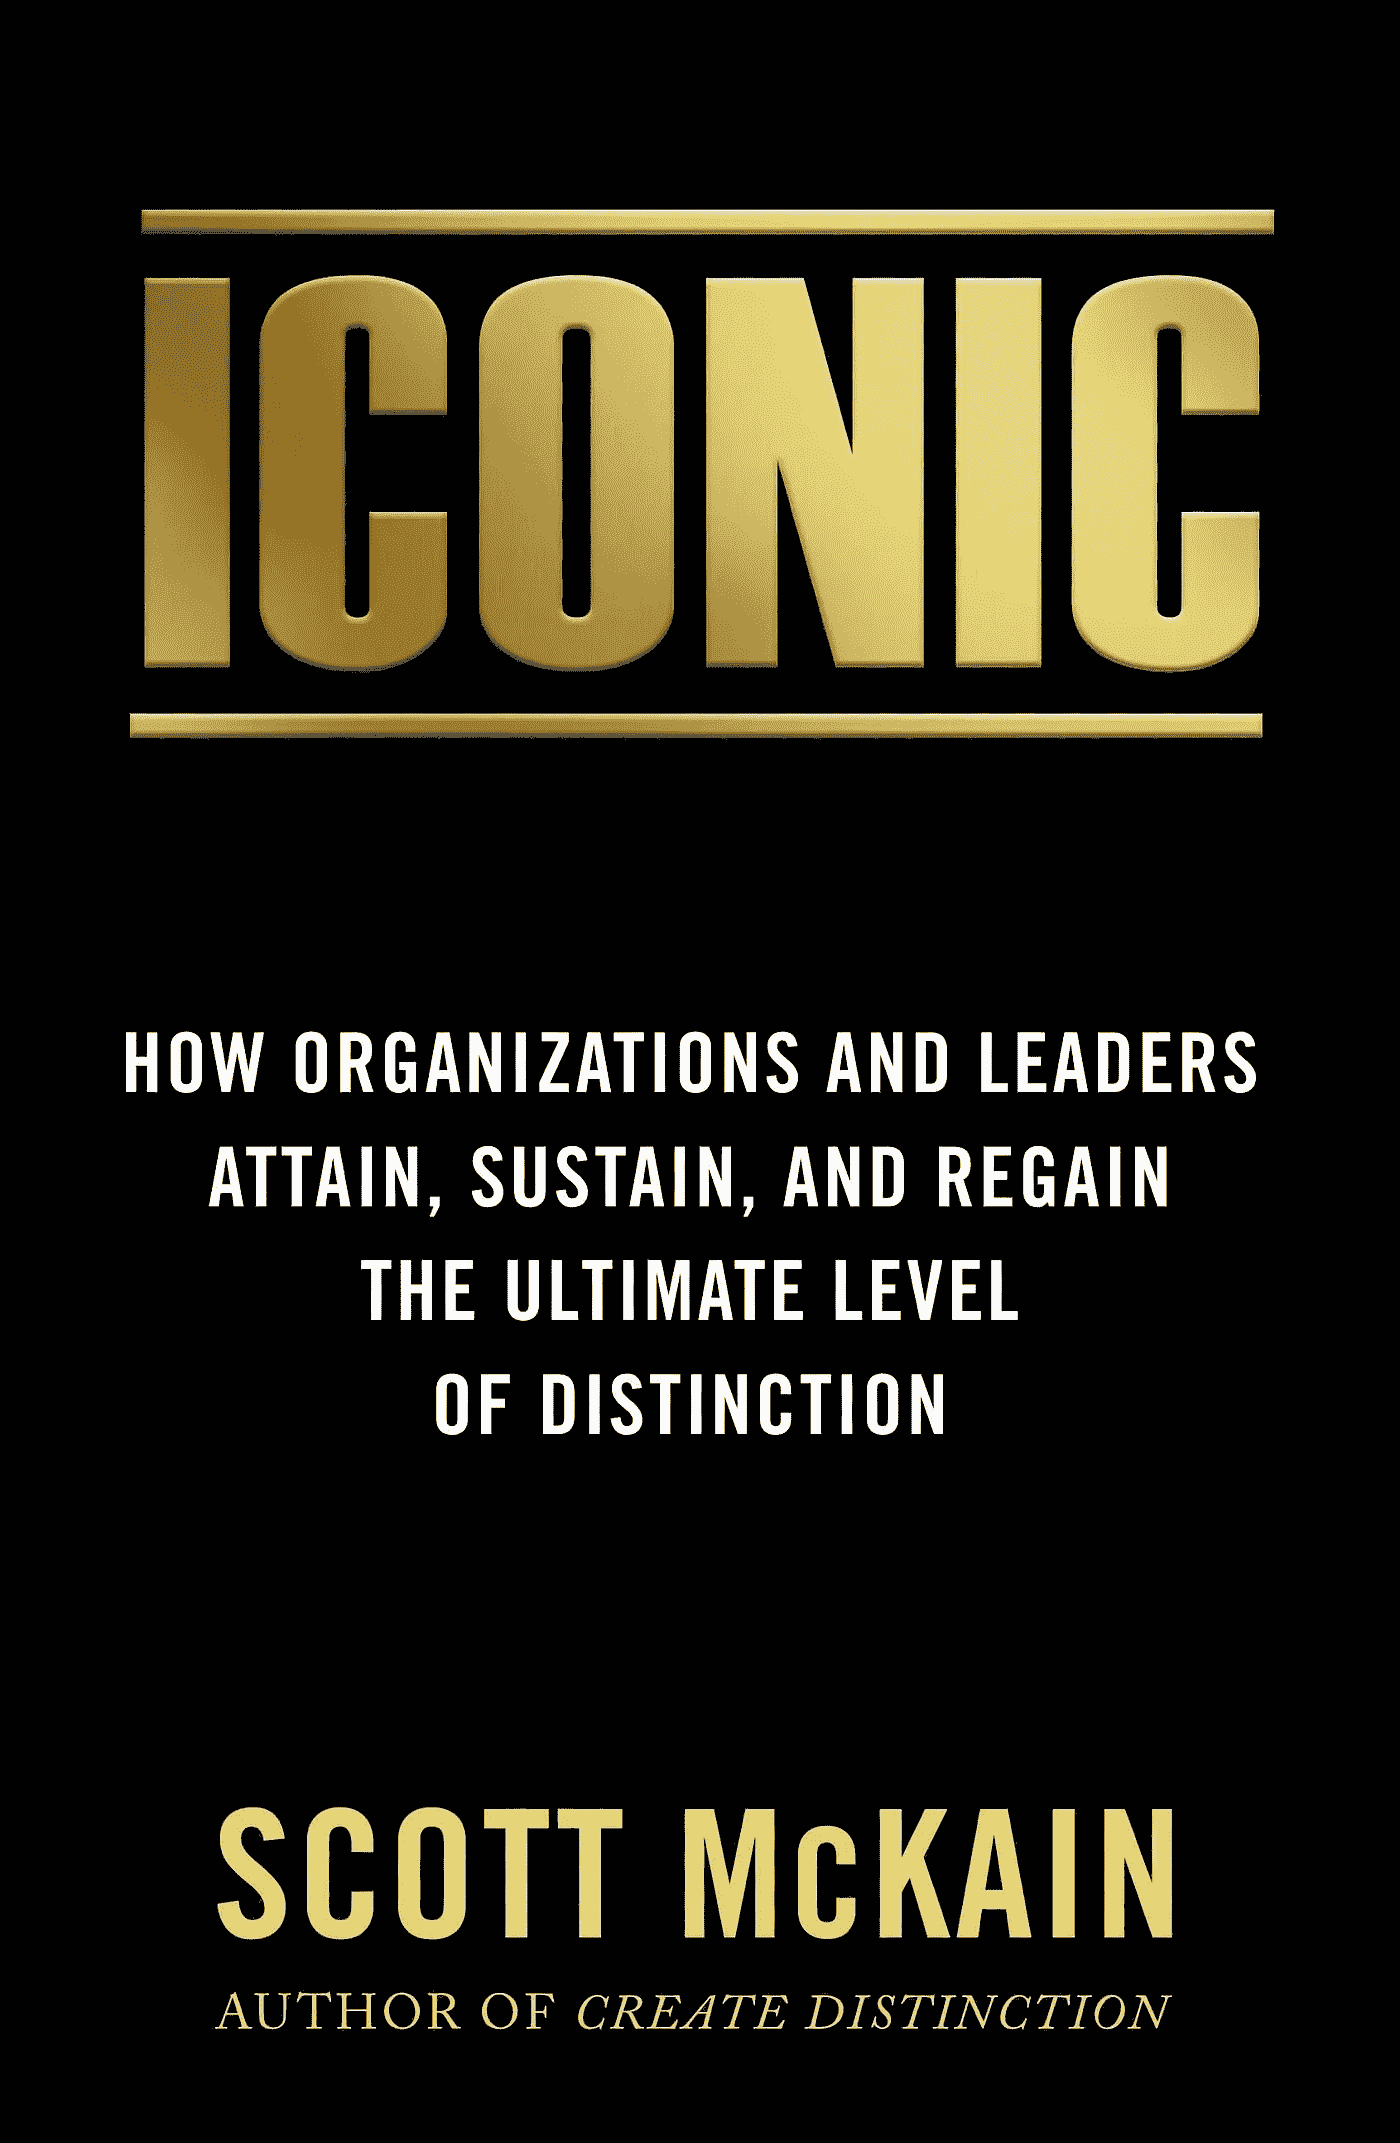 ICONIC
HOW ORGANIZATIONS AND LEADERS
ATTAIN, SUSTAIN, AND REGAIN
THE ULTIMATE LEVEL
OF DISTINCTION
SCOTT McKAIN
AUTHOR OF CREATE DISTINCTION